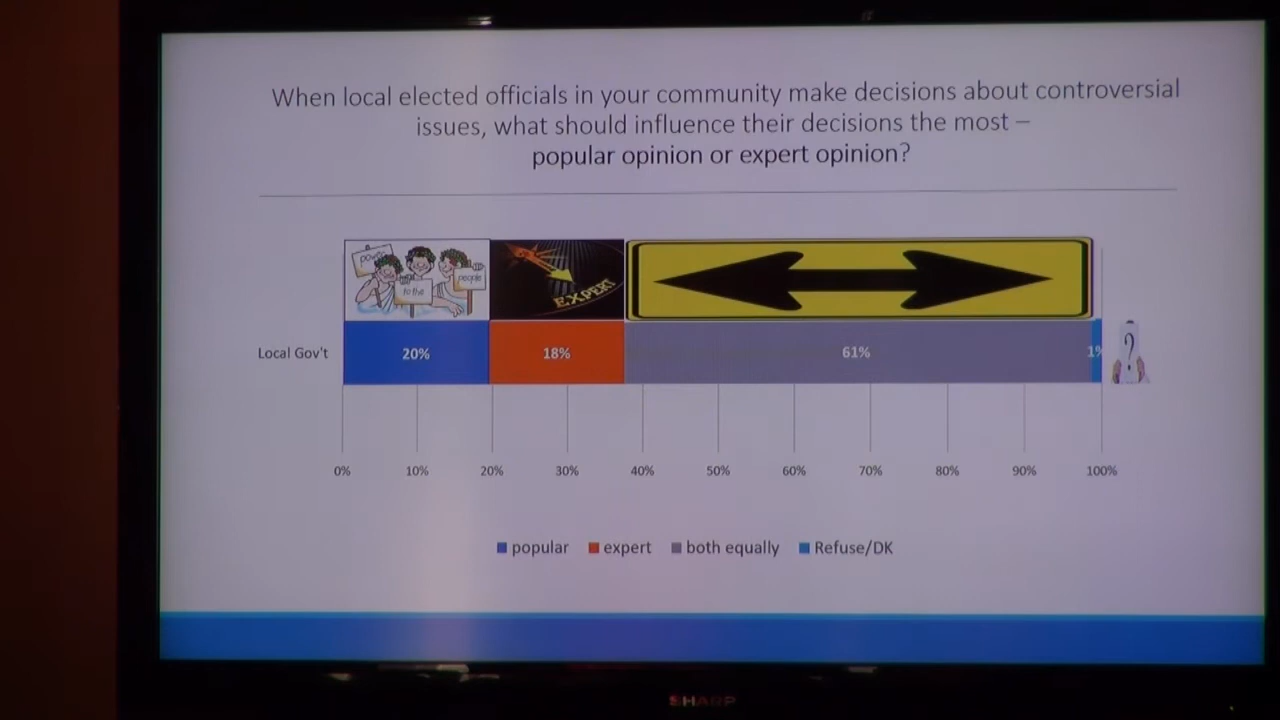 When local elected officials in your community make decisions about controversial
issues, what should influence their decisions the most –
popular opinion or expert opinion?
power
to the
people
EXPERT
Local Gov't
20%
18%
61%
1%
?
0%
10%
20%
30%
40%
50%
60%
70%
80%
90%
100%
popular
expert
both equally
Refuse/DK
SHARP